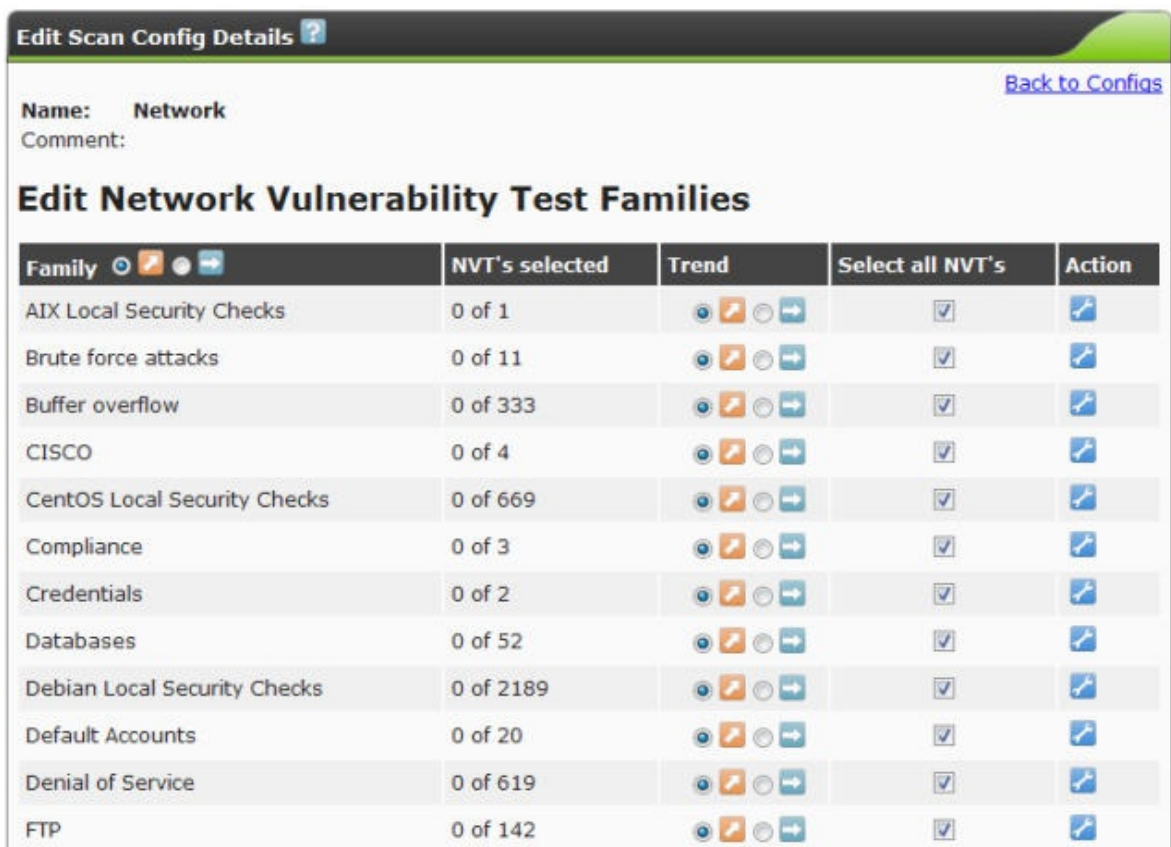 Edit Scan Config Details ?
Back to Configs
Name: Network
Comment:
Edit Network Vulnerability Test Families
Family NVT's selected Trend Select all NVT's Action
AIX Local Security Checks 0 of 1
Brute force attacks 0 of 11
Buffer overflow 0 of 333
CISCO 0 of 4
CentOS Local Security Checks 0 of 669
Compliance 0 of 3
Credentials 0 of 2
Databases 0 of 52
Debian Local Security Checks 0 of 2189
Default Accounts 0 of 20
Denial of Service 0 of 619
FTP 0 of 142